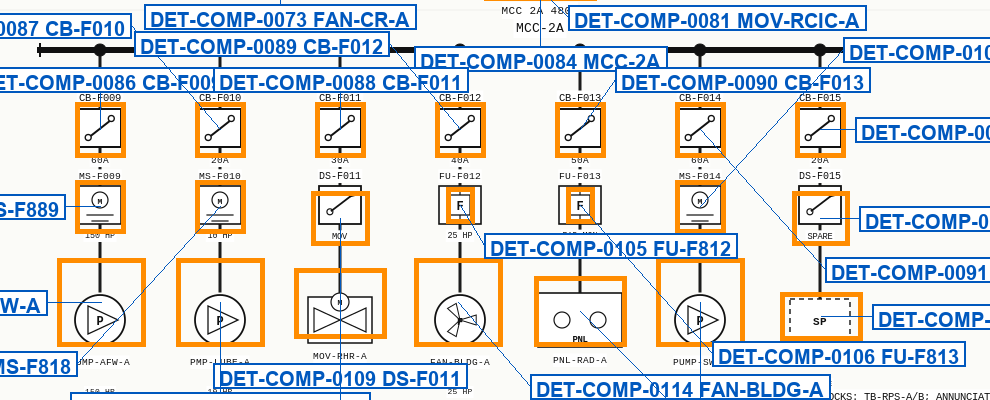 MCC 2A 480
DET-COMP-0073 FAN-CR-A
DET-COMP-0081 MOV-RCIC-A
0087 CB-F010
MCC-2A
DET-COMP-0089 CB-F012
DET-COMP-0084 MCC-2A
DET-COMP-010
DET-COMP-0086 CB-F009
DET-COMP-0088 CB-F011
DET-COMP-0090 CB-F013
CB-F009 CB-F010 CB-F011 CB-F012 CB-F013 CB-F014 CB-F015
DET-COMP-00
60A 20A 30A 40A 50A 60A 20A
MS-F009 MS-F010 DS-F011 FU-F012 FU-F013 MS-F014 DS-F015
M M F F M
S-F889
DET-COMP-0
150 HP 10 HP MOV 25 HP SPARE
DET-COMP-0105 FU-F812
DET-COMP-0091
W-A
M
P P P SP
DET-COMP-
PNL
MOV-RHR-A
DET-COMP-0106 FU-F813
MS-F818
PMP-LUBE-A FAN-BLDG-A PNL-RAD-A
DET-COMP-0109 DS-F011
DET-COMP-0114 FAN-BLDG-A
150 HP 25 HP
OCKS: TB-RPS-A/B; ANNUNCIAT